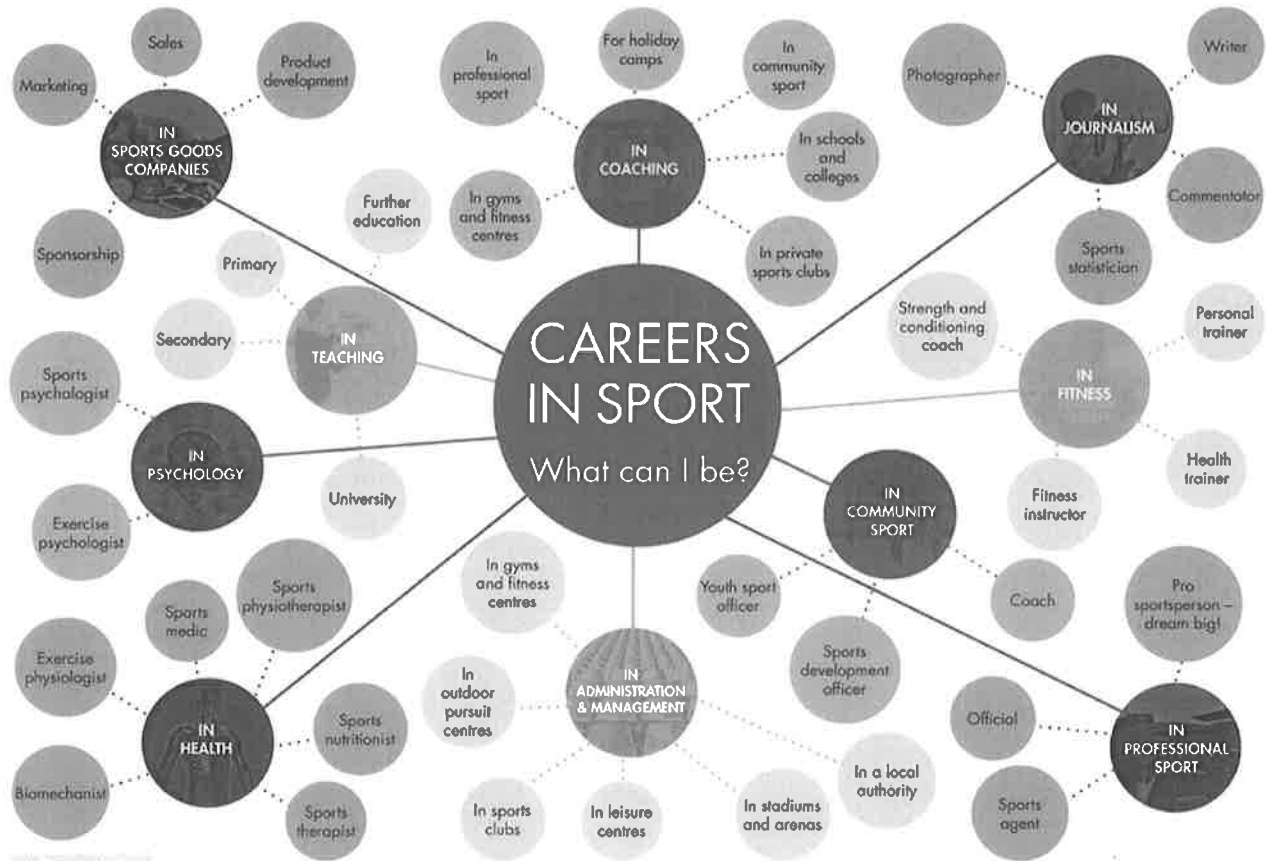 CAREERS
IN SPORT
What can I be?
IN
SPORTS GOODS
COMPANIES
Marketing
Sales
Product
development
Sponsorship
IN
COACHING
In
professional
sport
For holiday
camps
In
community
sport
In schools
and
colleges
In private
sports clubs
In gyms
and fitness
centres
IN
JOURNALISM
Photographer
Writer
Commentator
Sports
statistician
IN
TEACHING
Further
education
Primary
Secondary
University
IN
FITNESS
Strength and
conditioning
coach
Personal
trainer
Health
trainer
Fitness
instructor
IN
PSYCHOLOGY
Sports
psychologist
Exercise
psychologist
IN
COMMUNITY
SPORT
Youth sport
officer
Sports
development
officer
Coach
IN
HEALTH
Sports
medic
Sports
physiotherapist
Exercise
physiologist
Biomechanist
Sports
nutritionist
Sports
therapist
IN
ADMINISTRATION
& MANAGEMENT
In gyms
and fitness
centres
In
outdoor
pursuit
centres
In sports
clubs
In leisure
centres
In stadiums
and arenas
In a local
authority
IN
PROFESSIONAL
SPORT
Pro
sportsperson –
dream big!
Official
Sports
agent